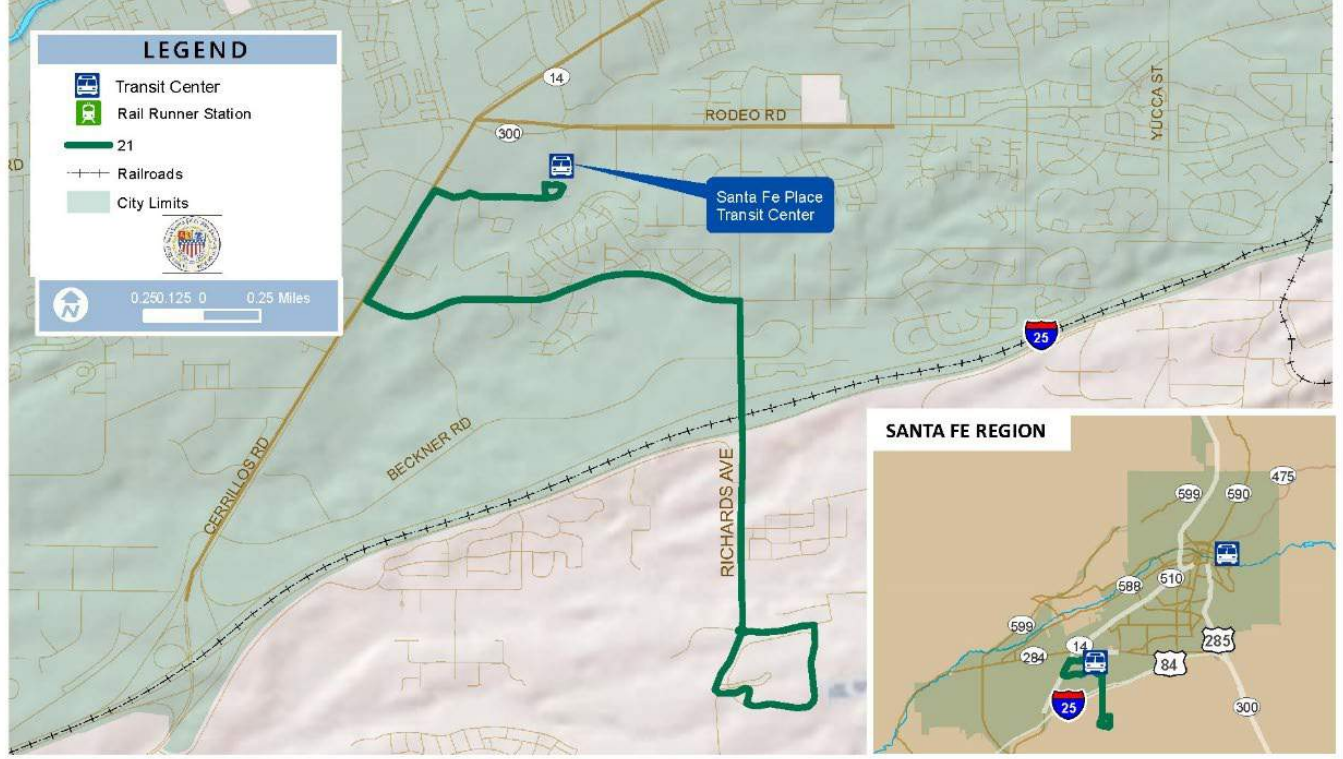 LEGEND
Transit Center
Rail Runner Station
21
Railroads
City Limits
N
0.250.125 0 0.25 Miles
14
RODEO RD
300
YUCCA ST
RD
Santa Fe Place
Transit Center
25
BECKNER RD
CERRILLOS RD
RICHARDS AVE
SANTA FE REGION
475
599 590
588 510
599
14
284
285
84
25
300